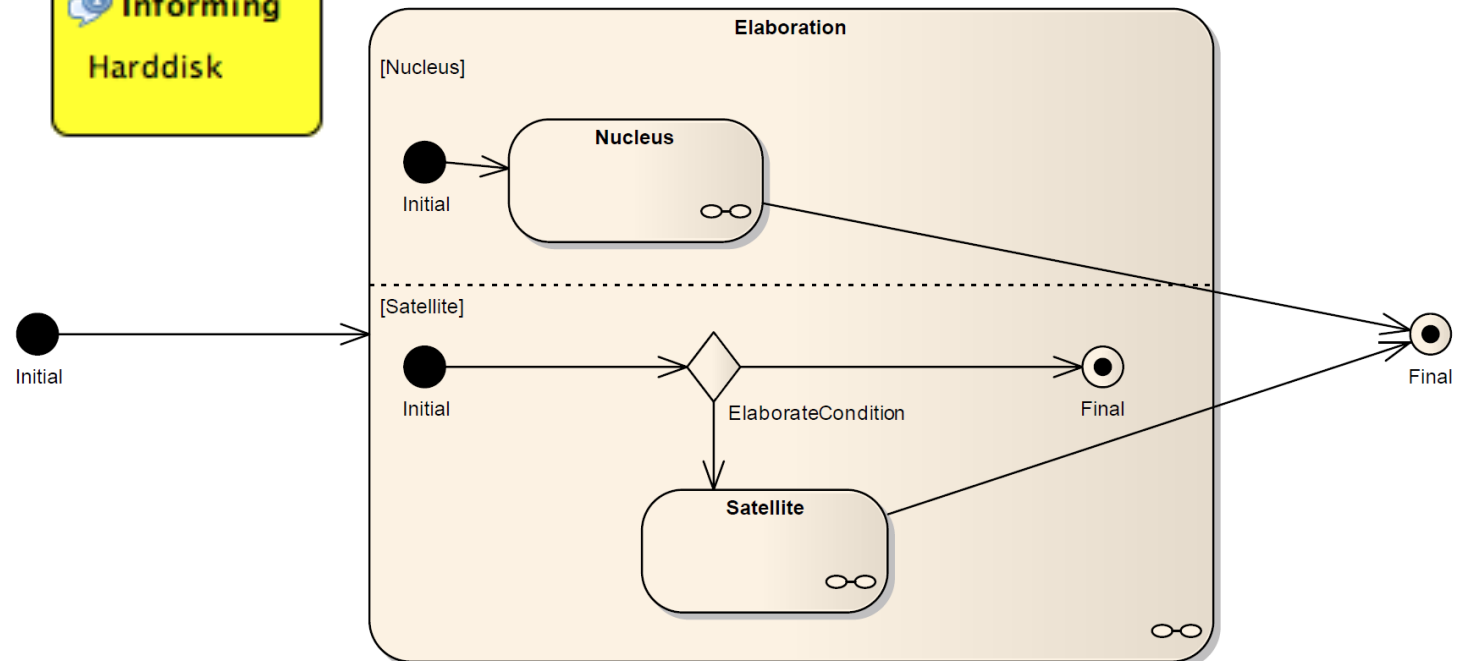 Informing
Harddisk
Elaboration
[Nucleus]
Nucleus
Initial
[Satellite]
Initial
Initial
ElaborateCondition
Final
Final
Satellite